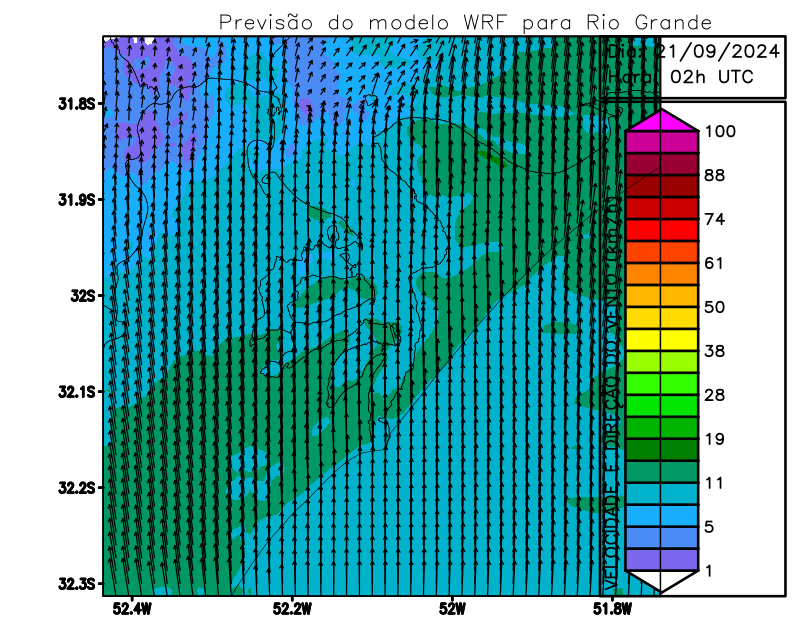 Previsão do modelo WRF para Rio Grande
Dia: 21/09/2024
Hora: 02h UTC
31.8S
31.9S
32S
32.1S
32.2S
32.3S
52.4W
52.2W
52W
51.8W
VELOCIDADE E DIREÇÃO DO VENTO (km/h)
100
88
74
61
50
38
28
19
11
5
1